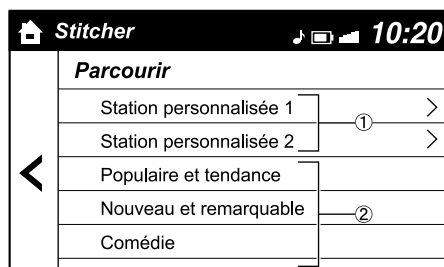 Stitcher 10:20
Parcourir
Station personnalisée 1
①
Station personnalisée 2
Populaire et tendance
Nouveau et remarquable
②
Comédie